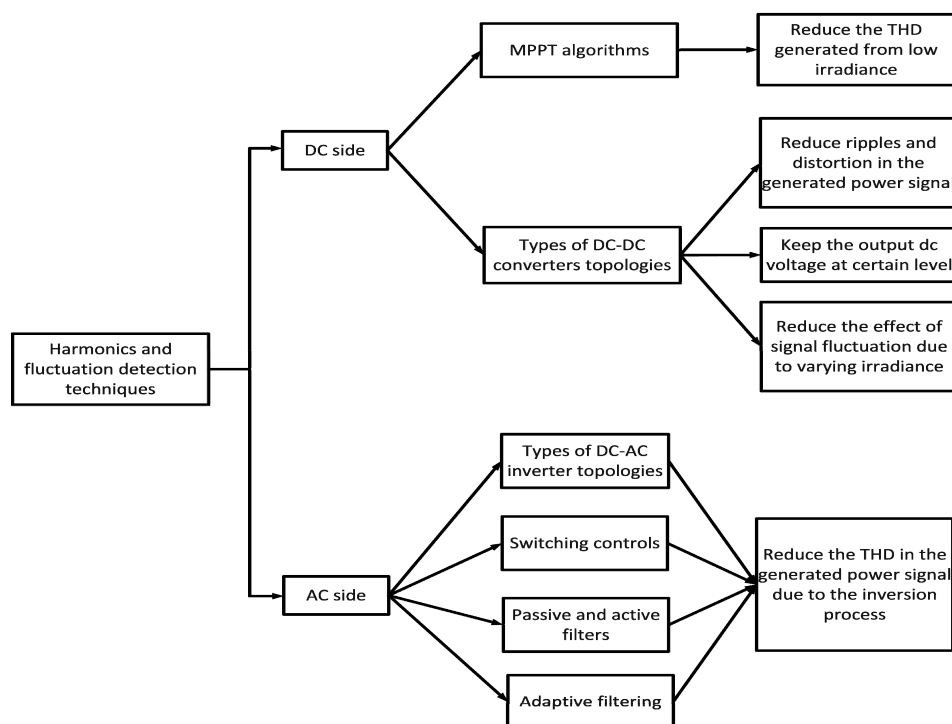 Harmonics and
fluctuation detection
techniques
DC side
MPPT algorithms
Reduce the THD
generated from low
irradiance
Types of DC-DC
converters topologies
Reduce ripples and
distortion in the
generated power signal
Keep the output dc
voltage at certain level
Reduce the effect of
signal fluctuation due
to varying irradiance
AC side
Types of DC-AC
inverter topologies
Switching controls
Passive and active
filters
Adaptive filtering
Reduce the THD in the
generated power signal
due to the inversion
process